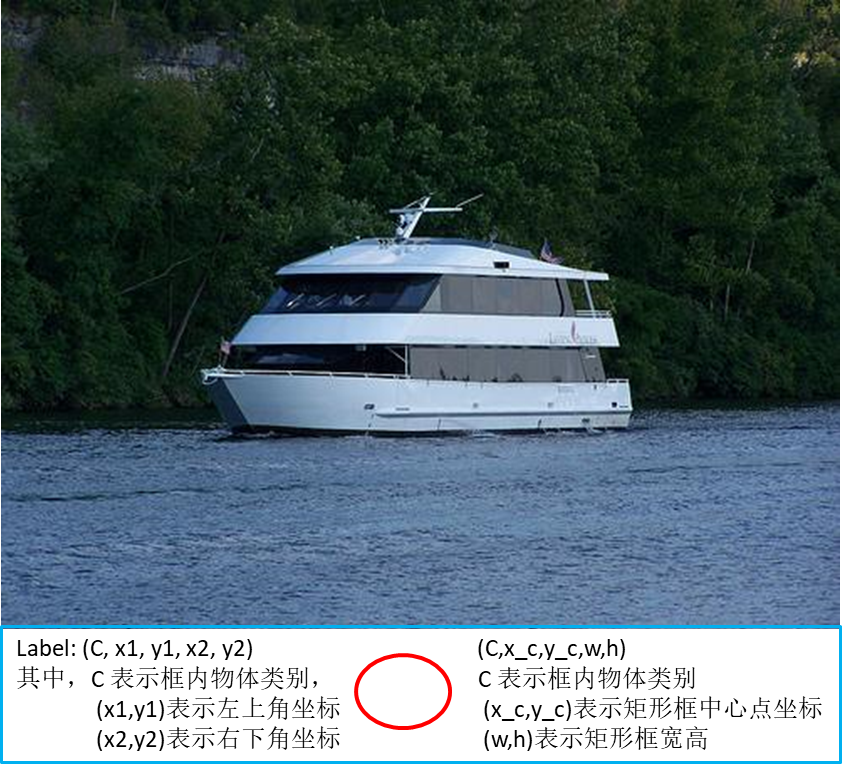 Label: (C, x1, y1, x2, y2)
其中，C 表示框内物体类别，
(x1,y1)表示左上角坐标
(x2,y2)表示右下角坐标
(C,x_c,y_c,w,h)
C 表示框内物体类别
(x_c,y_c)表示矩形框中心点坐标
(w,h)表示矩形框宽高